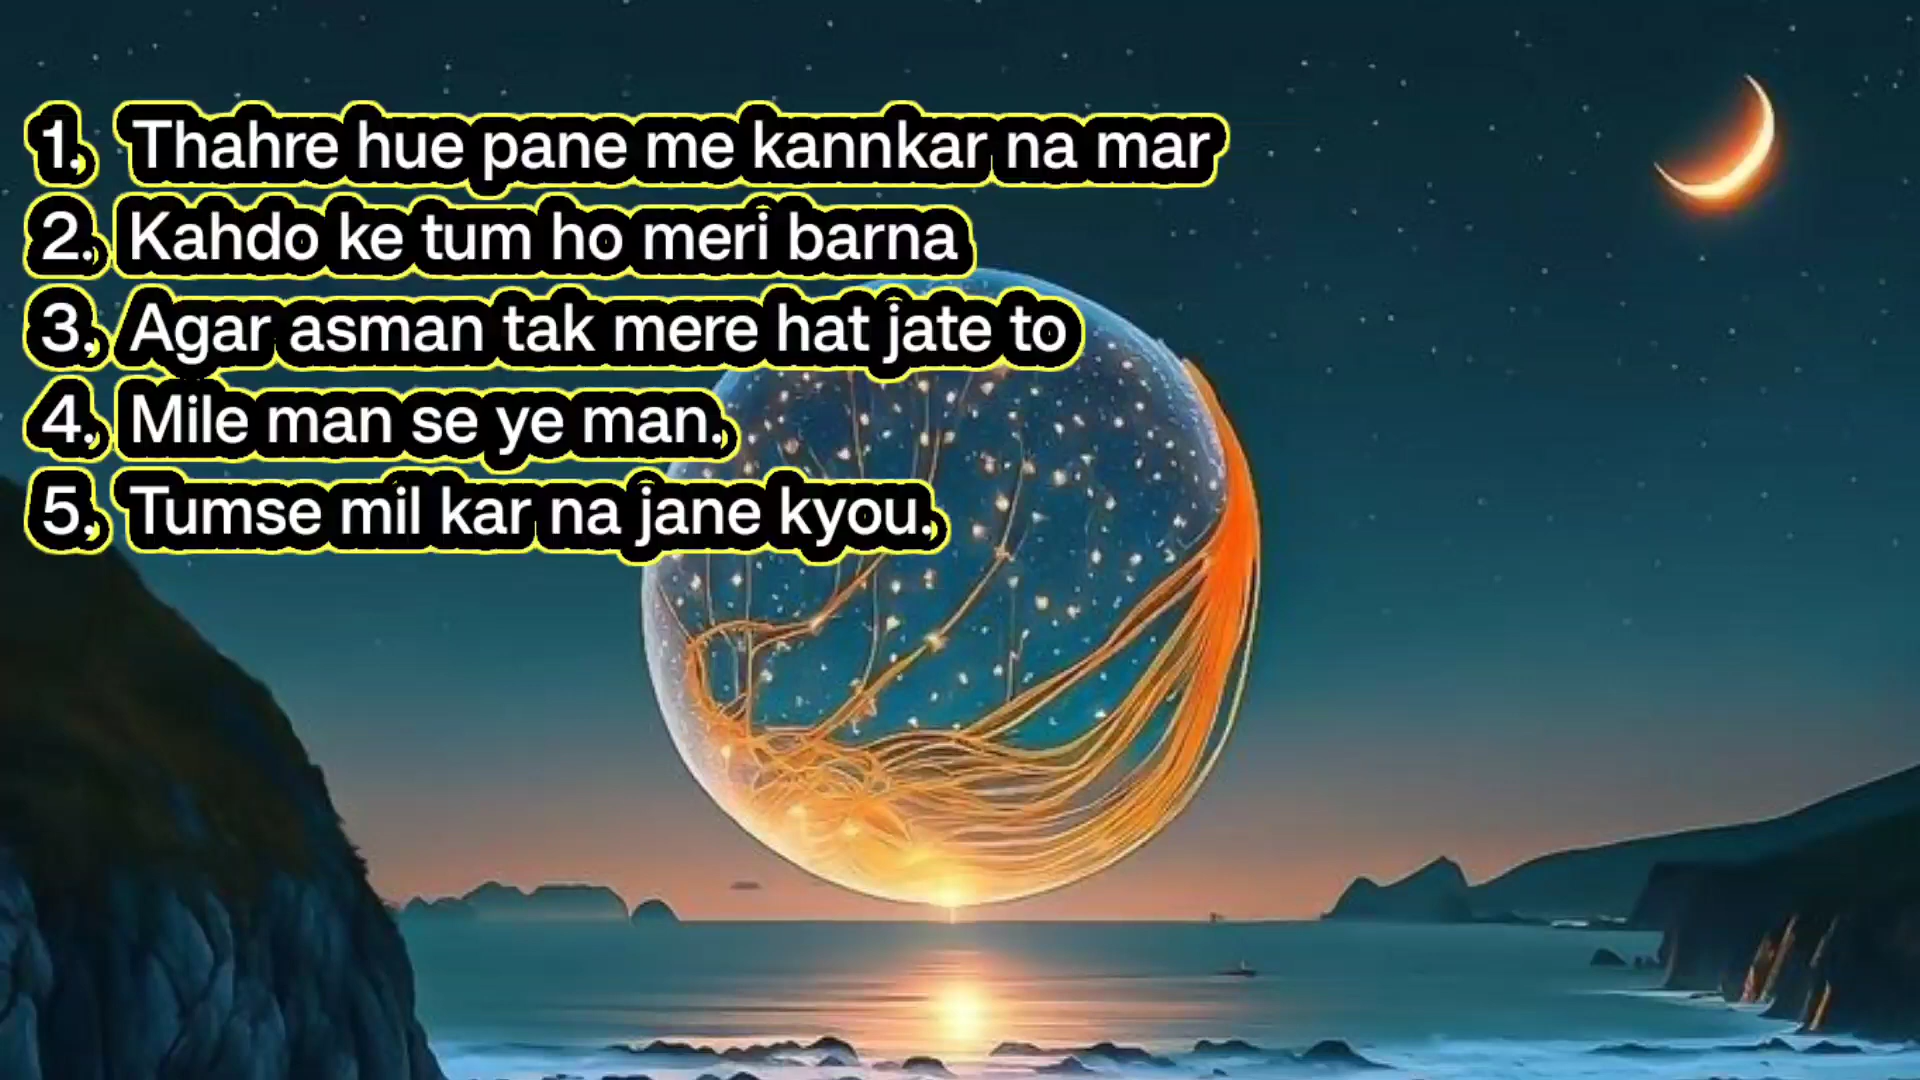 1. Thahre hue pane me kannkar na mar
2. Kahdo ke tum ho meri barna
3. Agar asman tak mere hat jate to
4. Mile man se ye man.
5. Tumse mil kar na jane kyou.